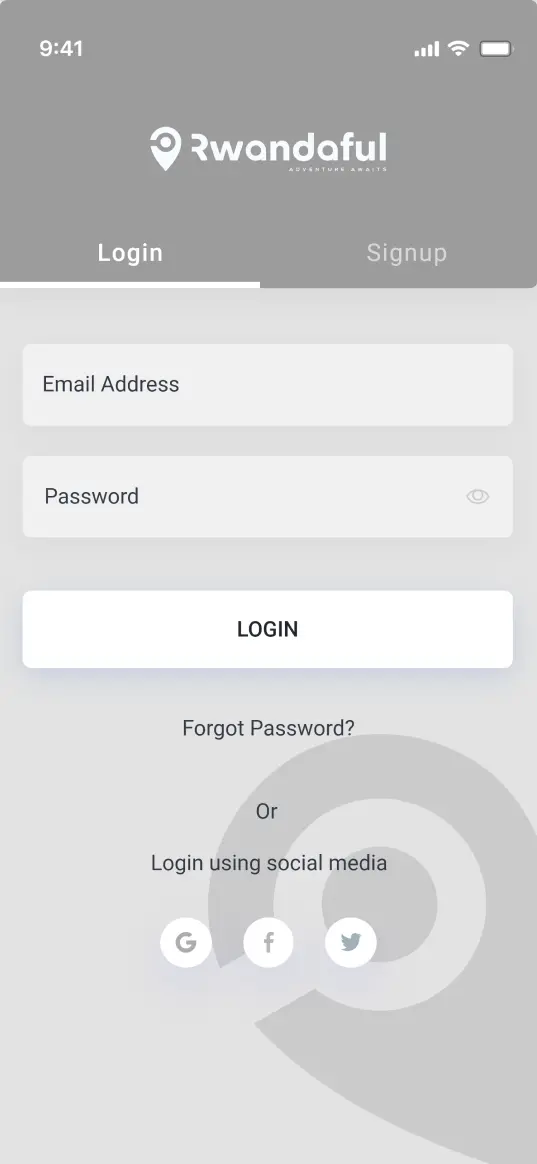 9:41
Rwandaful
ADVENTURE AWAITS
Login Signup
Email Address
Password
LOGIN
Forgot Password?
Or
Login using social media